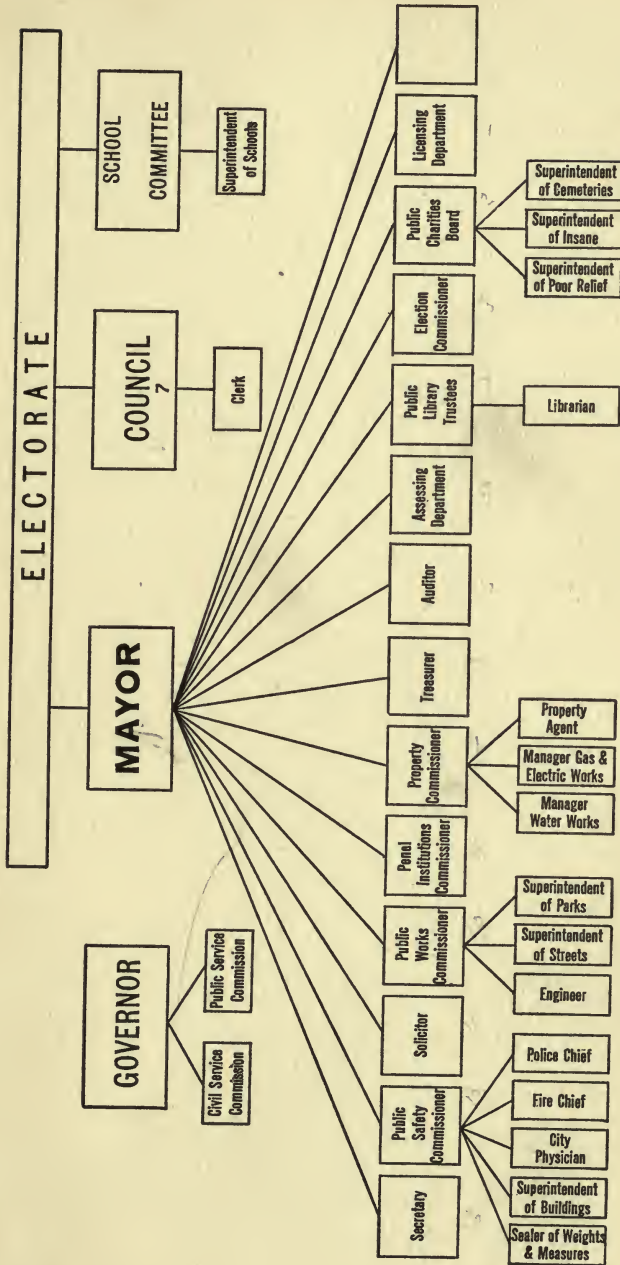 ELECTORATE
GOVERNOR
Civil Service
Commission
Public Service
Commission
MAYOR
COUNCIL
7
Clerk
SCHOOL
COMMITTEE
Superintendent
of Schools
Secretary
Public
Safety
Commissioner
Solicitor
Public
Works
Commissioner
Penal
Institutions
Commissioner
Property
Commissioner
Treasurer
Auditor
Assessing
Department
Public
Library
Trustees
Election
Commissioner
Public
Charities
Board
Licensing
Department
Sealer of Weights
& Measures
Superintendent
of Buildings
City
Physician
Fire Chief
Police Chief
Engineer
Superintendent
of Streets
Superintendent
of Parks
Manager
Water Works
Manager Gas &
Electric Works
Property
Agent
Librarian
Superintendent
of Poor Relief
Superintendent
of Insane
Superintendent
of Cemeteries